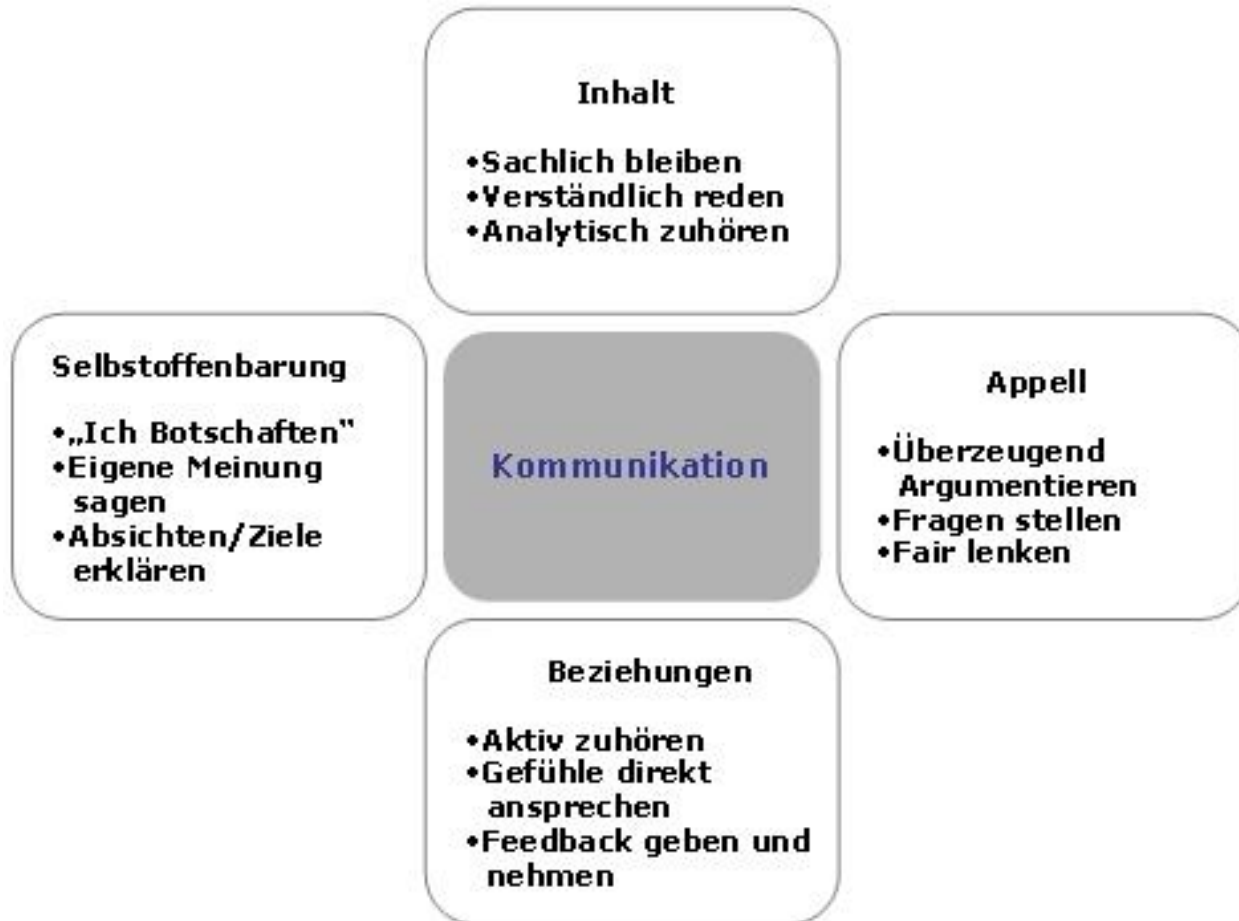 Inhalt
•Sachlich bleiben
•Verständlich reden
•Analytisch zuhören
Selbstoffenbarung
•„Ich Botschaften"
•Eigene Meinung
sagen
•Absichten/Ziele
erklären
Kommunikation
Appell
•Überzeugend
Argumentieren
•Fragen stellen
•Fair lenken
Beziehungen
•Aktiv zuhören
•Gefühle direkt
ansprechen
•Feedback geben und
nehmen